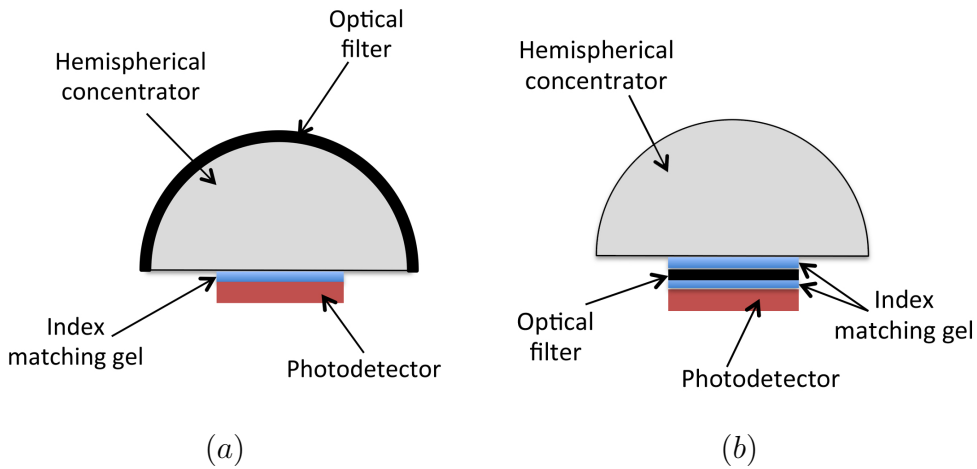 Optical
filter
Hemispherical
concentrator
Index
matching gel
Photodetector
(a)
Hemispherical
concentrator
Optical
filter
Index
matching gel
Photodetector
(b)